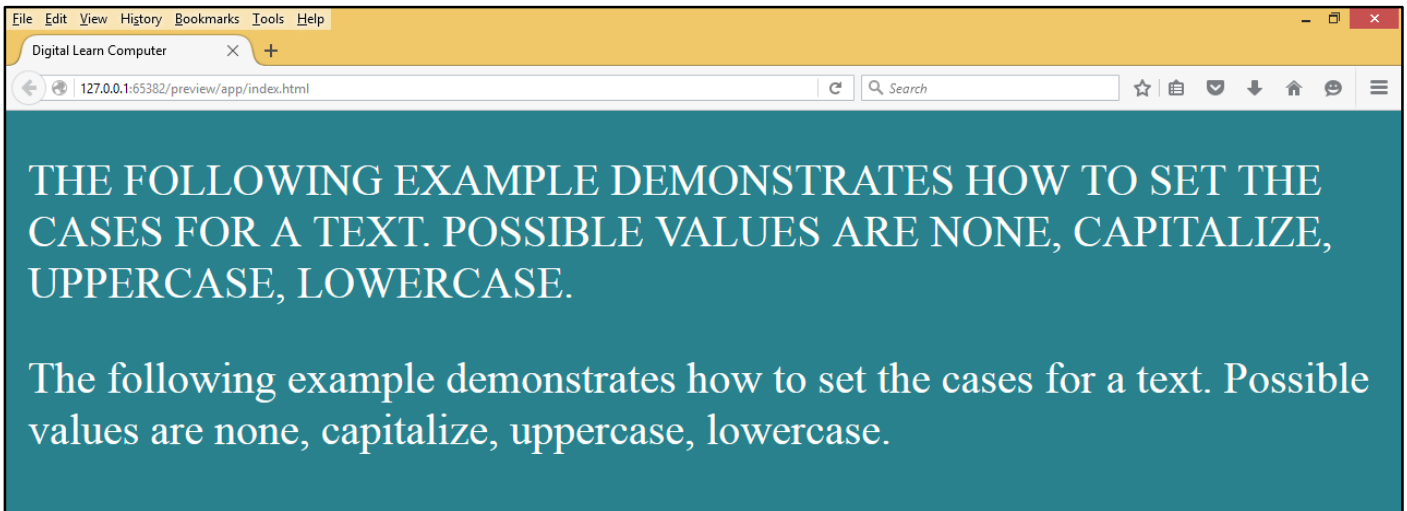 File Edit View History Bookmarks Tools Help
Digital Learn Computer
127.0.0.1:65382/preview/app/index.html
Search
THE FOLLOWING EXAMPLE DEMONSTRATES HOW TO SET THE
CASES FOR A TEXT. POSSIBLE VALUES ARE NONE, CAPITALIZE,
UPPERCASE, LOWERCASE.
The following example demonstrates how to set the cases for a text. Possible
values are none, capitalize, uppercase, lowercase.